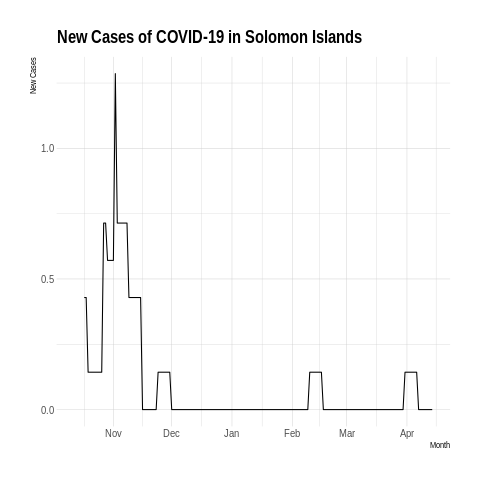 New Cases of COVID-19 in Solomon Islands
New Cases
1.0
0.5
0.0
Nov Dec Jan Feb Mar Apr
Month